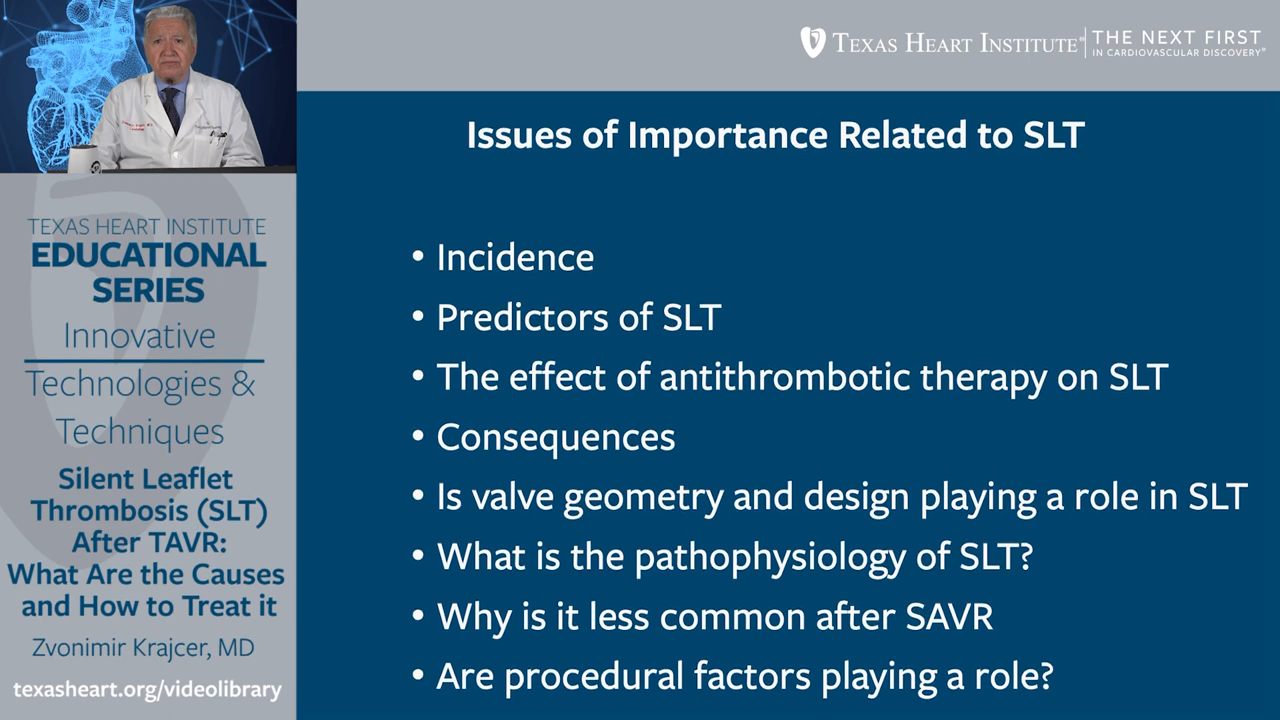 TEXAS HEART INSTITUTE® THE NEXT FIRST
IN CARDIOVASCULAR DISCOVERY®
Issues of Importance Related to SLT
• Incidence
• Predictors of SLT
• The effect of antithrombotic therapy on SLT
• Consequences
• Is valve geometry and design playing a role in SLT
• What is the pathophysiology of SLT?
• Why is it less common after SAVR
• Are procedural factors playing a role?
TEXAS HEART INSTITUTE
EDUCATIONAL
SERIES
Innovative
Technologies &
Techniques
Silent Leaflet
Thrombosis (SLT)
After TAVR:
What Are the Causes
and How to Treat it
Zvonimir Krajcer, MD
texasheart.org/videolibrary